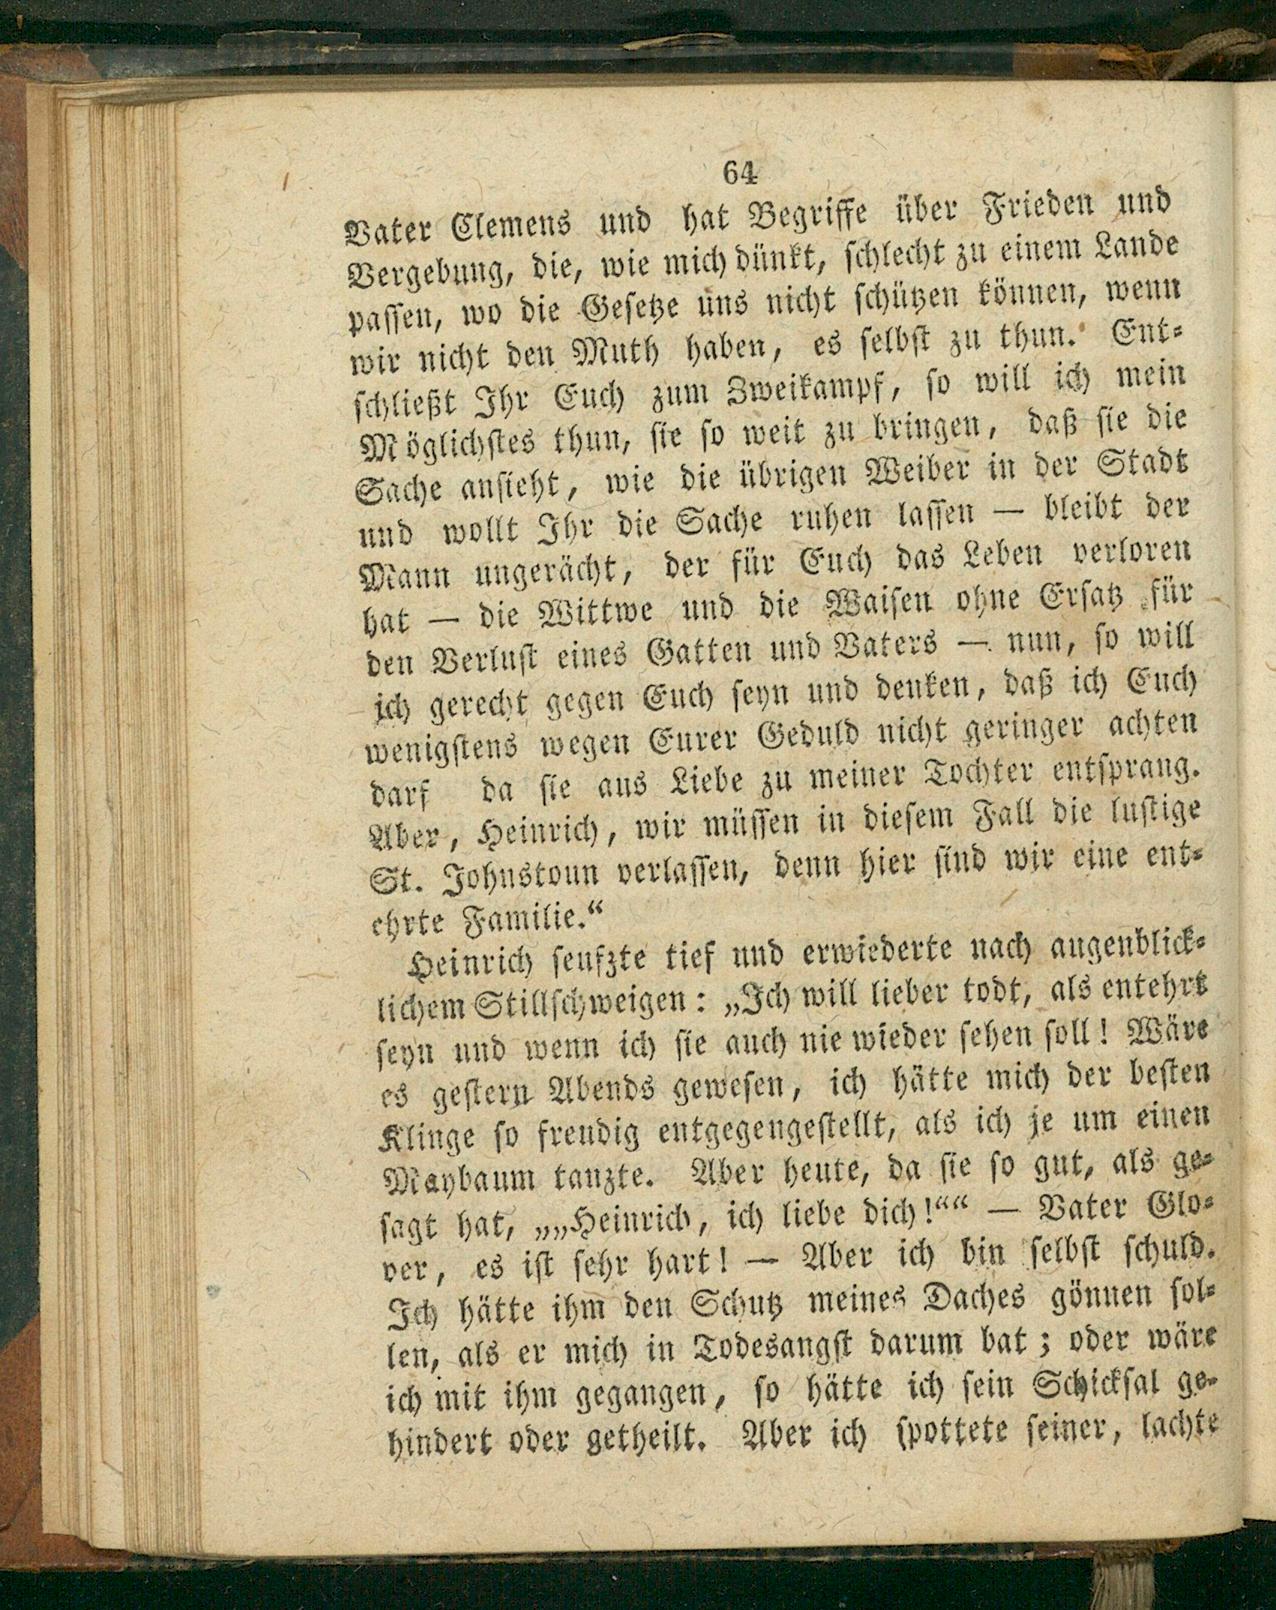 64
Vater Clemens und hat Begriffe über Frieden und
Vergebung, die, wie mich dünkt, schlecht zu einem Lande
passen, wo die Gesetze uns nicht schützen können, wenn
wir nicht den Muth haben, es selbst zu thun. Ent-
schließt Ihr Euch zum Zweikampf, so will ich mein
Möglichstes thun, sie so weit zu bringen, daß sie die
Sache ansieht, wie die übrigen Weiber in der Stadt
und wollt Ihr die Sache ruhen lassen — bleibt der
Mann ungerächt, der für Euch das Leben verloren
hat — die Wittwe und die Waisen ohne Ersatz für
den Verlust eines Gatten und Vaters — nun, so will
ich gerecht gegen Euch seyn und denken, daß ich Euch
wenigstens wegen Eurer Geduld nicht geringer achten
darf da sie aus Liebe zu meiner Tochter entsprang.
Aber, Heinrich, wir müssen in diesem Fall die lustige
St. Johnstoun verlassen, denn hier sind wir eine ent-
ehrte Familie.“
Heinrich seufzte tief und erwiederte nach augenblick-
lichem Stillschweigen: „Ich will lieber todt, als entehrt
seyn und wenn ich sie auch nie wieder sehen soll! Wäre
es gestern Abends gewesen, ich hätte mich der besten
Klinge so freudig entgegengestellt, als ich je um einen
Maybaum tanzte. Aber heute, da sie so gut, als ge-
sagt hat, „„Heinrich, ich liebe dich!““ — Vater Glo-
ver, es ist sehr hart! — Aber ich bin selbst schuld.
Ich hätte ihm den Schutz meines Daches gönnen sol-
len, als er mich in Todesangst darum bat; oder wäre
ich mit ihm gegangen, so hätte ich sein Schicksal ge-
hindert oder getheilt. Aber ich spottete seiner, lachte